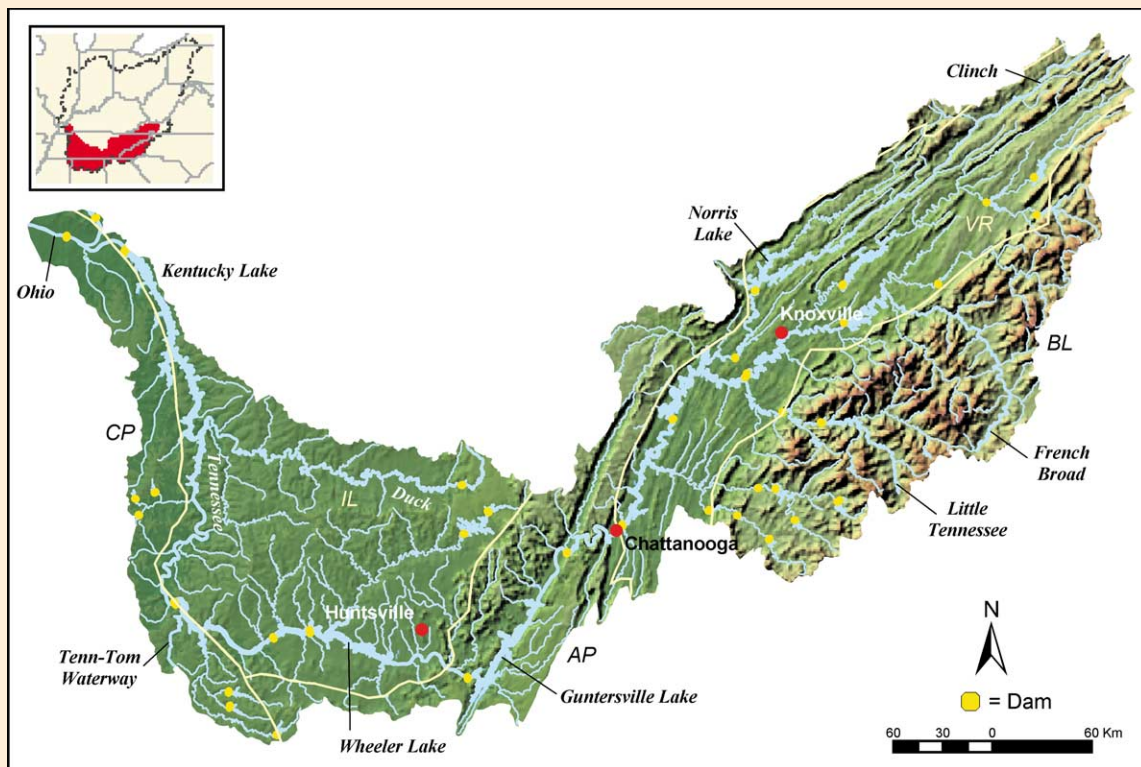 Clinch
Norris
Lake
VR
Kentucky Lake
Ohio
Knoxville
BL
CP
Tennessee
IL
Duck
French
Broad
Little
Tennessee
Chattanooga
Huntsville
Tenn-Tom
Waterway
AP
Guntersville Lake
Wheeler Lake
N
= Dam
60 30 0 60 Km